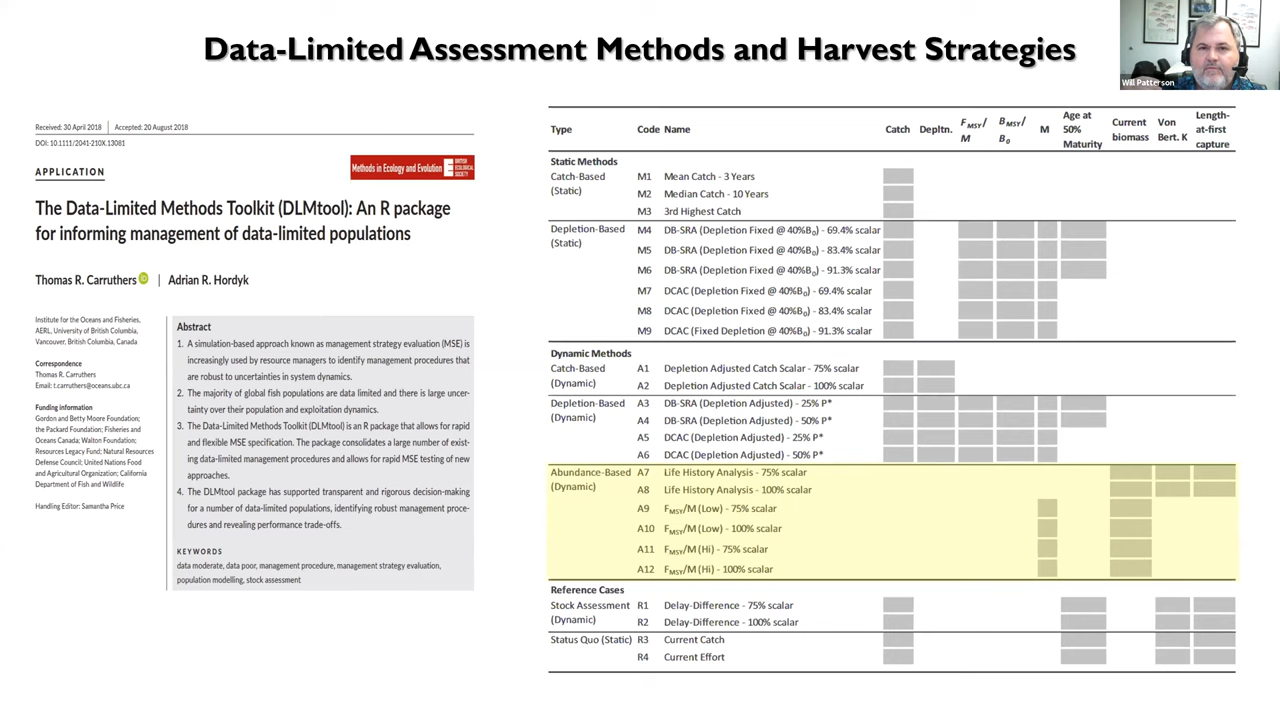 Data-Limited Assessment Methods and Harvest Strategies
Will Patterson
Received: 30 April 2018 | Accepted: 20 August 2018
DOI: 10.1111/2041-210X.13081
APPLICATION
Methods in Ecology and Evolution
BRITISH
ECOLOGICAL
SOCIETY
The Data-Limited Methods Toolkit (DLMtool): An R package
for informing management of data-limited populations
Thomas R. Carruthers | Adrian R. Hordyk
Institute for the Oceans and Fisheries,
AERL, University of British Columbia,
Vancouver, British Columbia, Canada
Correspondence
Thomas R. Carruthers
Email: t.carruthers@oceans.ubc.ca
Funding information
Gordon and Betty Moore Foundation;
the Packard Foundation; Fisheries and
Oceans Canada; Walton Foundation;
Resources Legacy Fund; Natural Resources
Defense Council; United Nations Food
and Agricultural Organization; California
Department of Fish and Wildlife
Handling Editor: Samantha Price
Abstract
1. A simulation-based approach known as management strategy evaluation (MSE) is
increasingly used by resource managers to identify management procedures that
are robust to uncertainties in system dynamics.
2. The majority of global fish populations are data limited and there is large uncer-
tainty over their population and exploitation dynamics.
3. The Data-Limited Methods Toolkit (DLMtool) is an R package that allows for rapid
and flexible MSE specification. The package consolidates a large number of exist-
ing data-limited management procedures and allows for rapid MSE testing of new
approaches.
4. The DLMtool package has supported transparent and rigorous decision-making
for a number of data-limited populations, identifying robust management proce-
dures and revealing performance trade-offs.
KEYWORDS
data moderate, data poor, management procedure, management strategy evaluation,
population modelling, stock assessment
Type Code Name Catch Depltn. FMSY/M BMSY/B0 M Age at 50% Maturity Current biomass Von Bert. K Length-at-first capture
Static Methods
Catch-Based M1 Mean Catch - 3 Years
(Static) M2 Median Catch - 10 Years
M3 3rd Highest Catch
Depletion-Based M4 DB-SRA (Depletion Fixed @ 40%B0) - 69.4% scalar
(Static) M5 DB-SRA (Depletion Fixed @ 40%B0) - 83.4% scalar
M6 DB-SRA (Depletion Fixed @ 40%B0) - 91.3% scalar
M7 DCAC (Depletion Fixed @ 40%B0) - 69.4% scalar
M8 DCAC (Depletion Fixed @ 40%B0) - 83.4% scalar
M9 DCAC (Fixed Depletion @ 40%B0) - 91.3% scalar
Dynamic Methods
Catch-Based A1 Depletion Adjusted Catch Scalar - 75% scalar
(Dynamic) A2 Depletion Adjusted Catch Scalar - 100% scalar
Depletion-Based A3 DB-SRA (Depletion Adjusted) - 25% P*
(Dynamic) A4 DB-SRA (Depletion Adjusted) - 50% P*
A5 DCAC (Depletion Adjusted) - 25% P*
A6 DCAC (Depletion Adjusted) - 50% P*
Abundance-Based A7 Life History Analysis - 75% scalar
(Dynamic) A8 Life History Analysis - 100% scalar
A9 FMSY/M (Low) - 75% scalar
A10 FMSY/M (Low) - 100% scalar
A11 FMSY/M (Hi) - 75% scalar
A12 FMSY/M (Hi) - 100% scalar
Reference Cases
Stock Assessment R1 Delay-Difference - 75% scalar
(Dynamic) R2 Delay-Difference - 100% scalar
Status Quo (Static) R3 Current Catch
R4 Current Effort